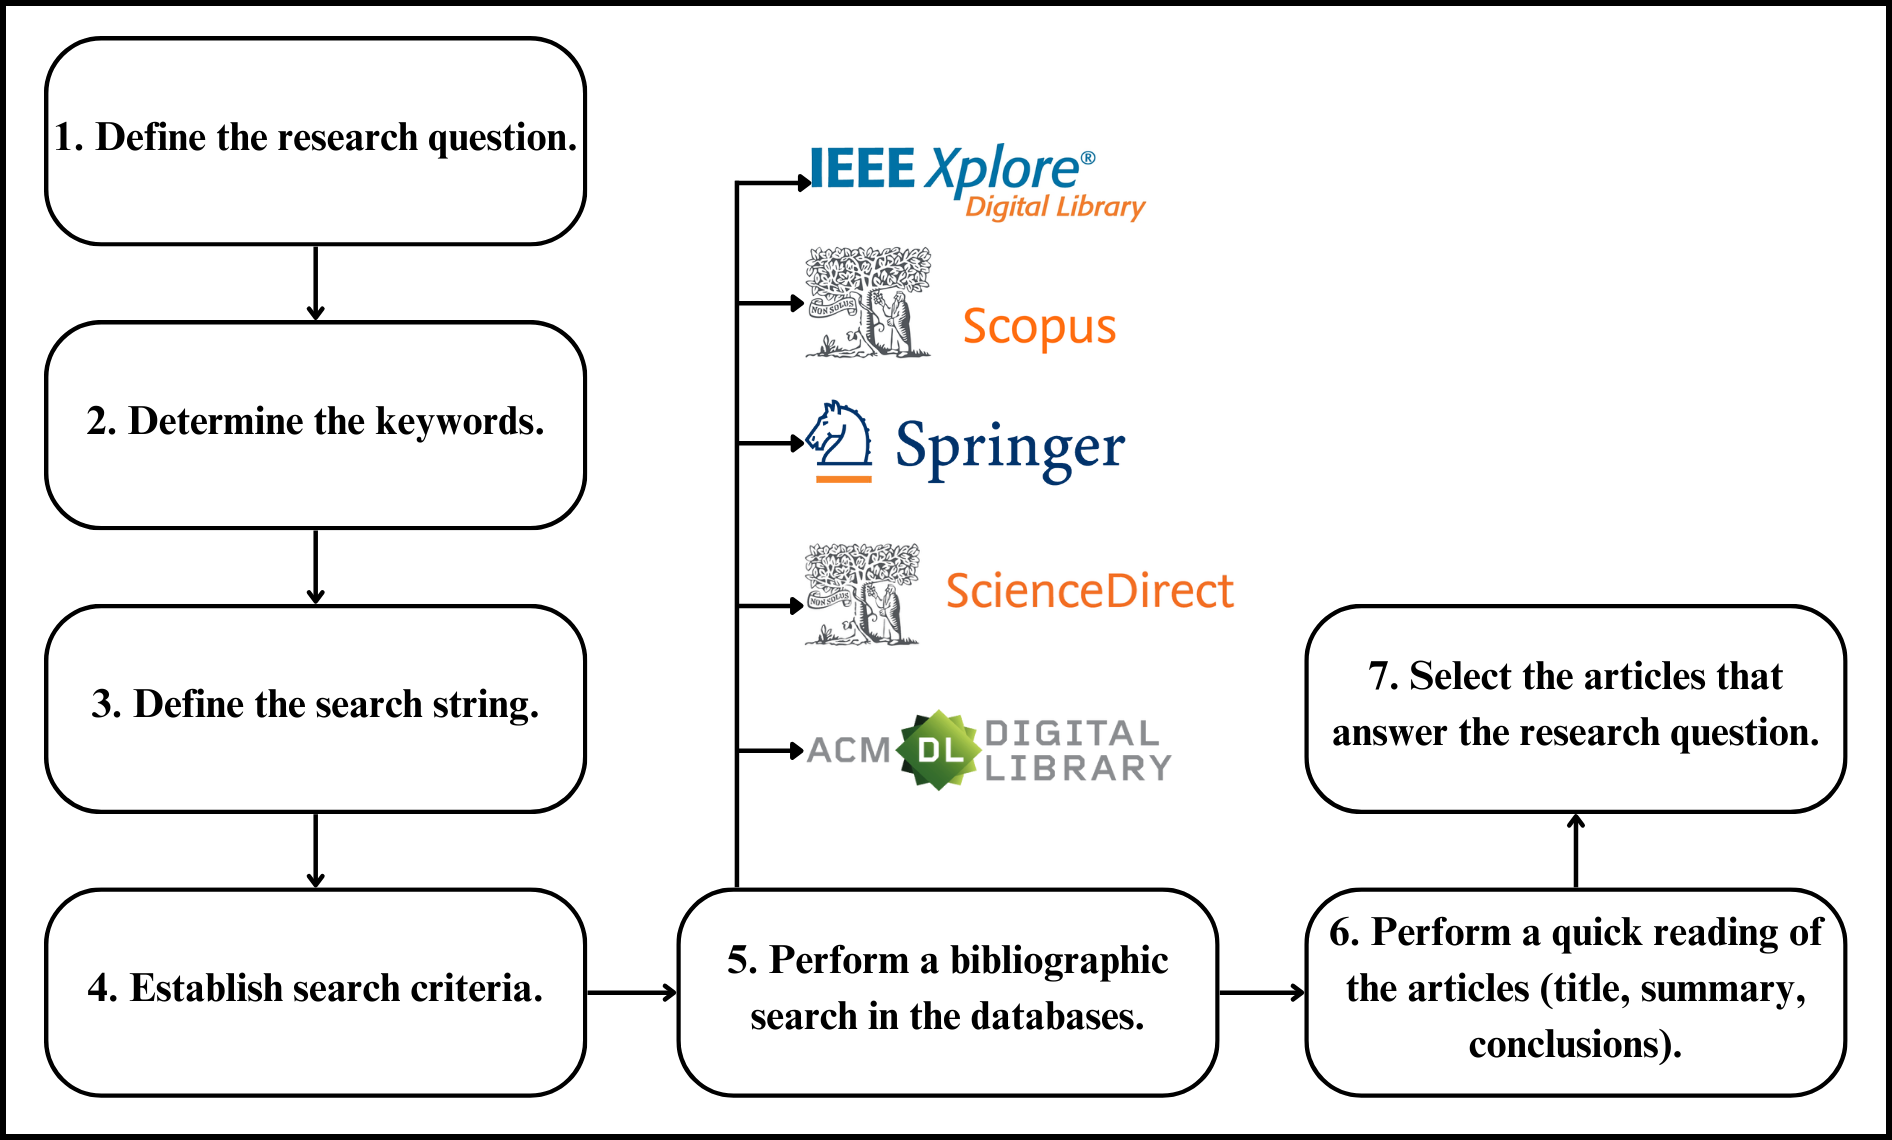 1. Define the research question.
2. Determine the keywords.
3. Define the search string.
4. Establish search criteria.
IEEE Xplore®
Digital Library
NON SOLUS
Scopus
Springer
NON SOLUS
ScienceDirect
ACM DL DIGITAL
LIBRARY
5. Perform a bibliographic
search in the databases.
6. Perform a quick reading of
the articles (title, summary,
conclusions).
7. Select the articles that
answer the research question.